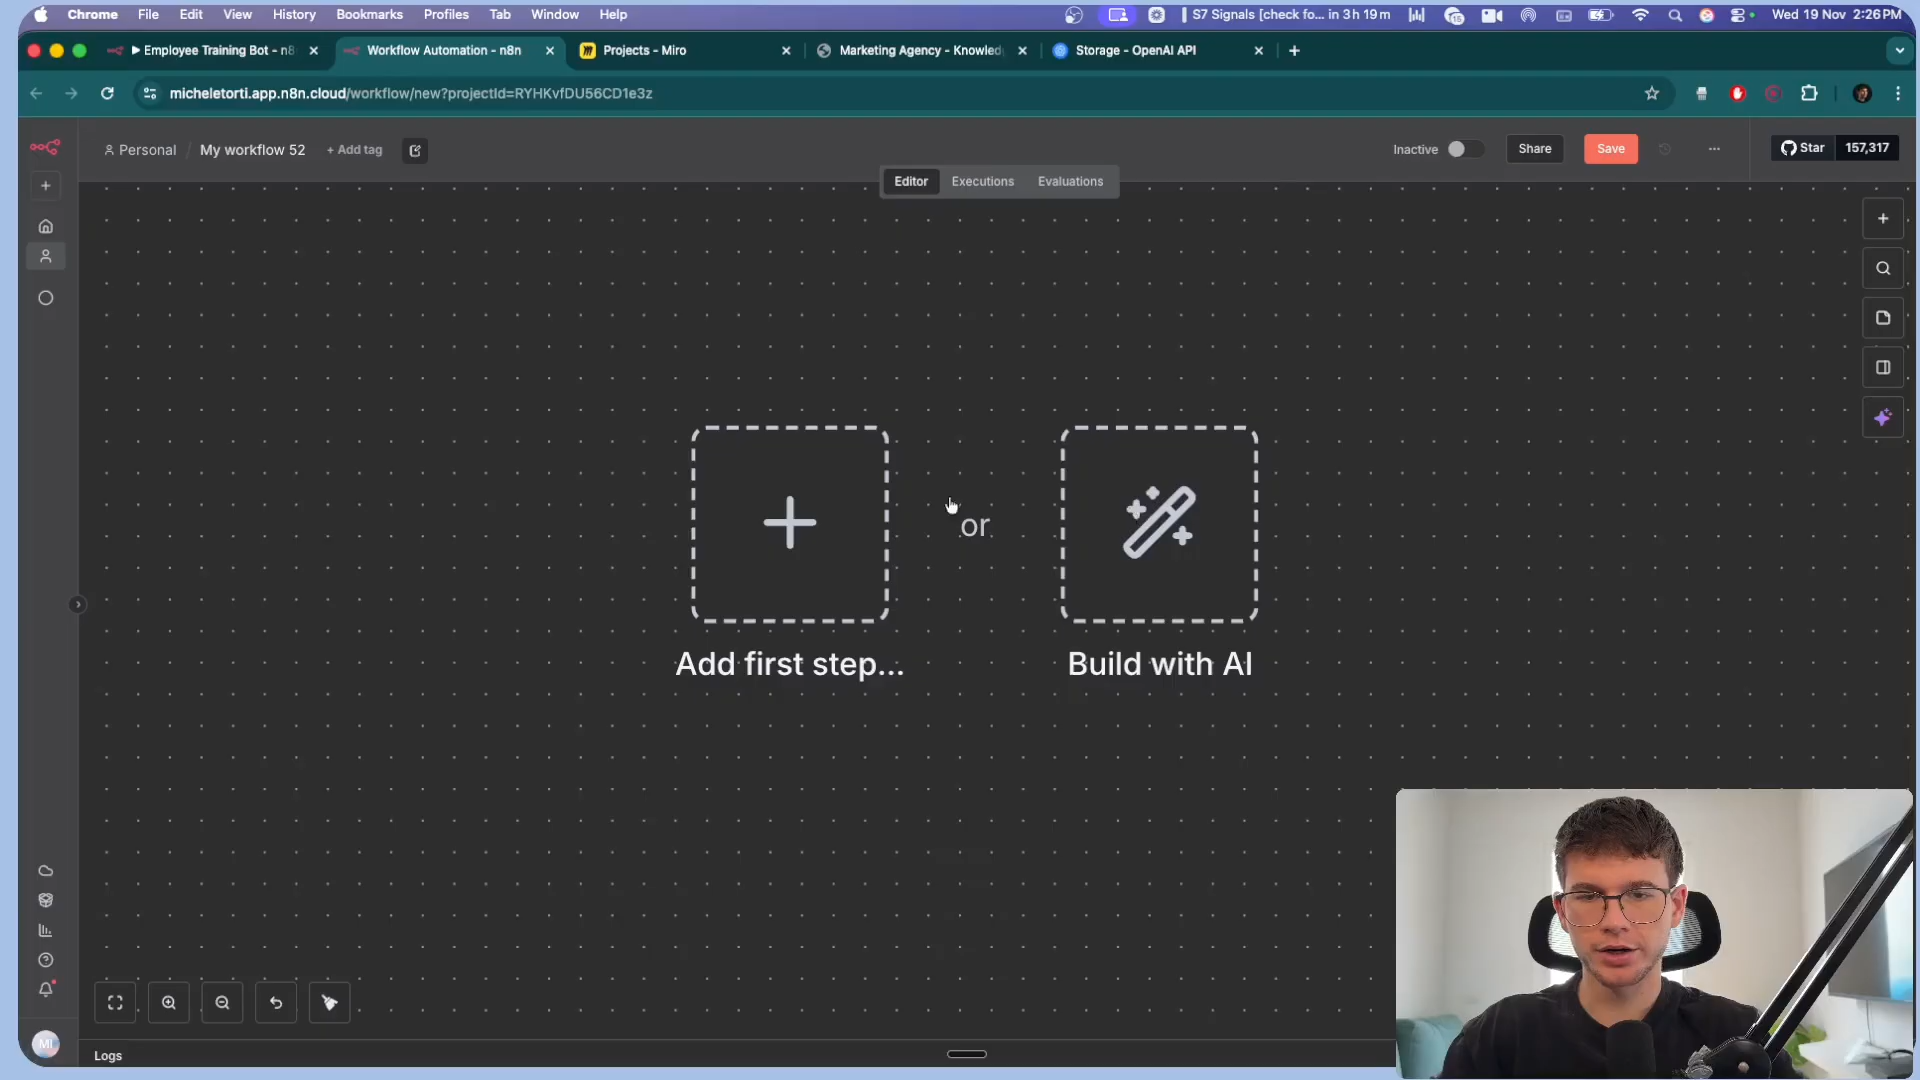 Chrome File Edit View History Bookmarks Profiles Tab Window Help
S7 Signals [check fo... in 3 h 19 m
Wed 19 Nov 2:26 PM
Employee Training Bot - n8
Workflow Automation - n8n
Projects - Miro
Marketing Agency - Knowled
Storage - OpenAI API
micheletorti.app.n8n.cloud/workflow/new?projectId=RYHKvfDU56CD1e3z
Personal / My workflow 52 + Add tag
Inactive Share Save
Star 157,317
Editor Executions Evaluations
or
Add first step...
Build with AI
MI
Logs